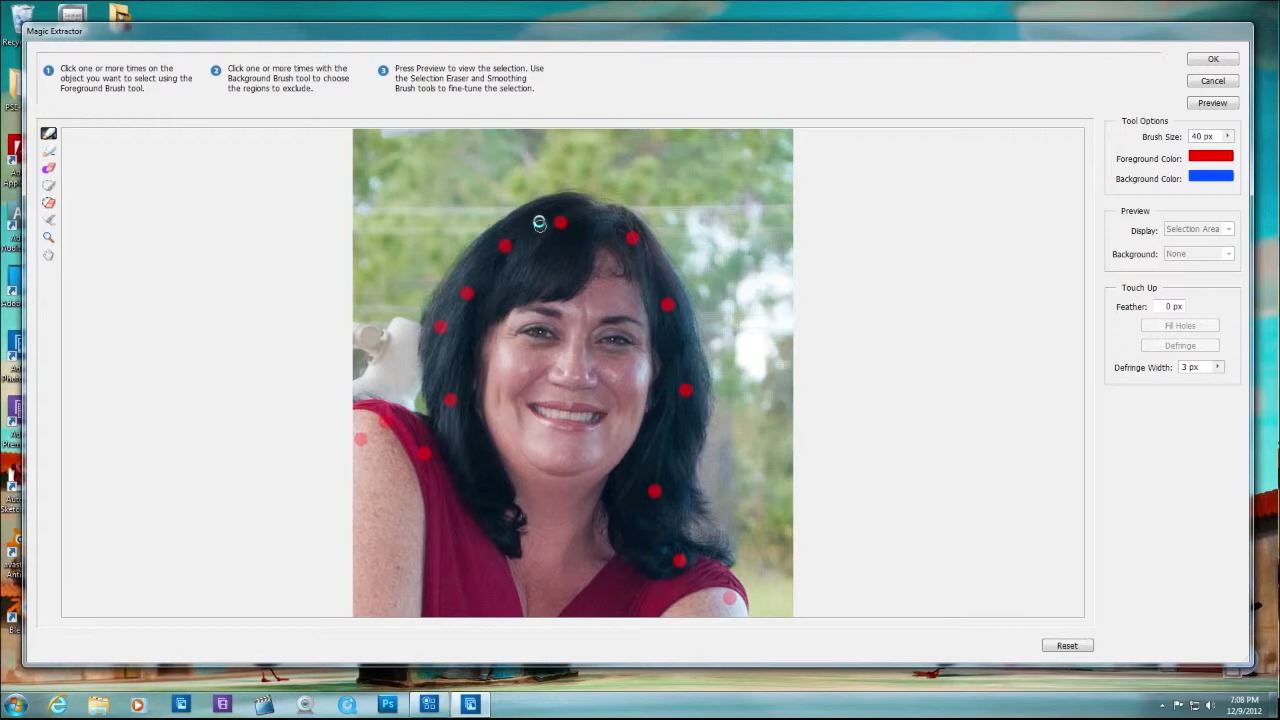 Recyc
Magic Extractor
1 Click one or more times on the
object you want to select using the
Foreground Brush tool.
2 Click one or more times with the
Background Brush tool to choose
the regions to exclude.
3 Press Preview to view the selection. Use
the Selection Eraser and Smoothing
Brush tools to fine-tune the selection.
OK
Cancel
Preview
Tool Options
Brush Size: 40 px
Foreground Color:
Background Color:
Preview
Display: Selection Area
Background: None
Touch Up
Feather: 0 px
Fill Holes
Defringe
Defringe Width: 3 px
Reset
PSE
Ps
7:08 PM
12/9/2012